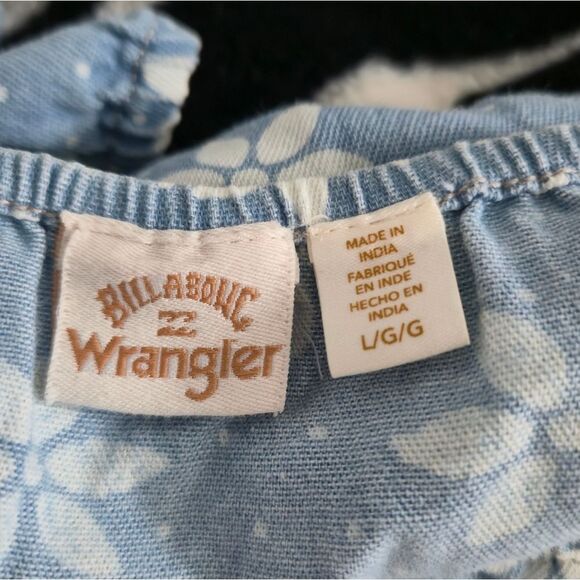 BILLABONG
Wrangler
MADE IN
INDIA
FABRIQUÉ
EN INDE
HECHO EN
INDIA
L/G/G